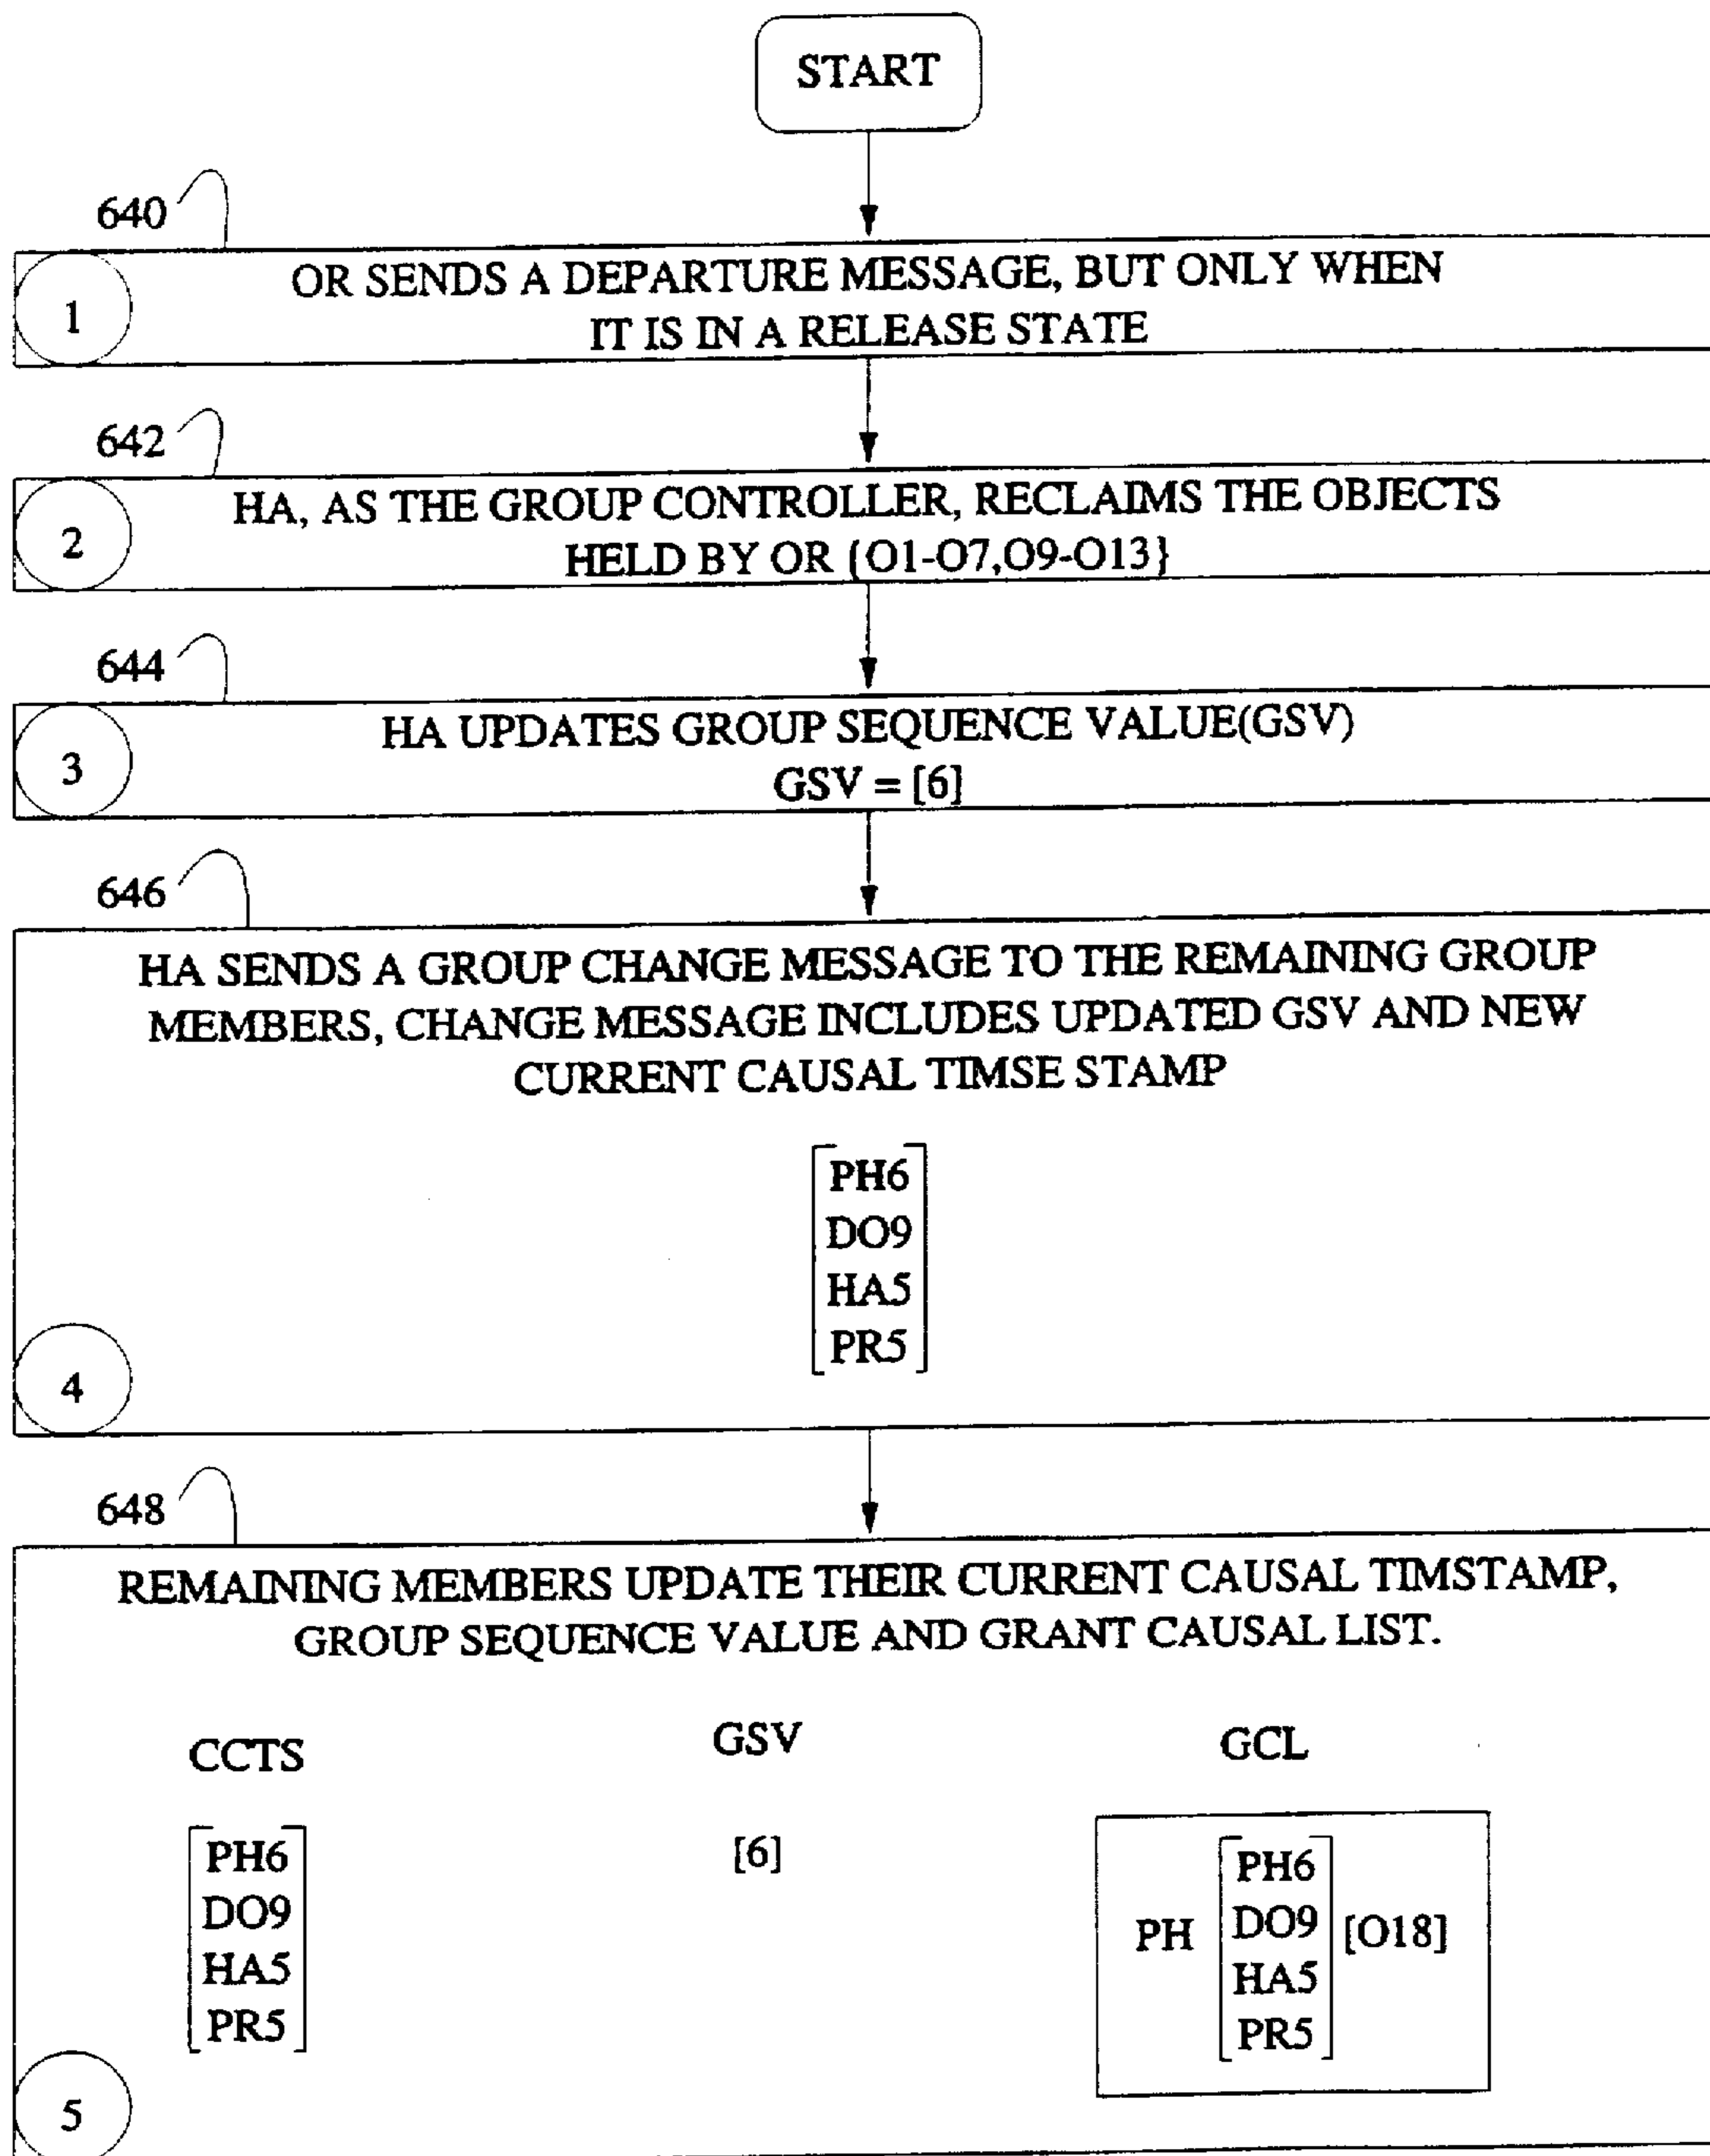 START
640
1
OR SENDS A DEPARTURE MESSAGE, BUT ONLY WHEN
IT IS IN A RELEASE STATE
642
2
HA, AS THE GROUP CONTROLLER, RECLAIMS THE OBJECTS
HELD BY OR {O1-O7,O9-O13}
644
3
HA UPDATES GROUP SEQUENCE VALUE(GSV)
GSV = [6]
646
HA SENDS A GROUP CHANGE MESSAGE TO THE REMAINING GROUP
MEMBERS, CHANGE MESSAGE INCLUDES UPDATED GSV AND NEW
CURRENT CAUSAL TIMSE STAMP
PH6
DO9
HA5
PR5
4
648
REMAINING MEMBERS UPDATE THEIR CURRENT CAUSAL TIMSTAMP,
GROUP SEQUENCE VALUE AND GRANT CAUSAL LIST.
CCTS
PH6
DO9
HA5
PR5
GSV
[6]
GCL
PH
PH6
DO9
HA5
PR5
[O18]
5